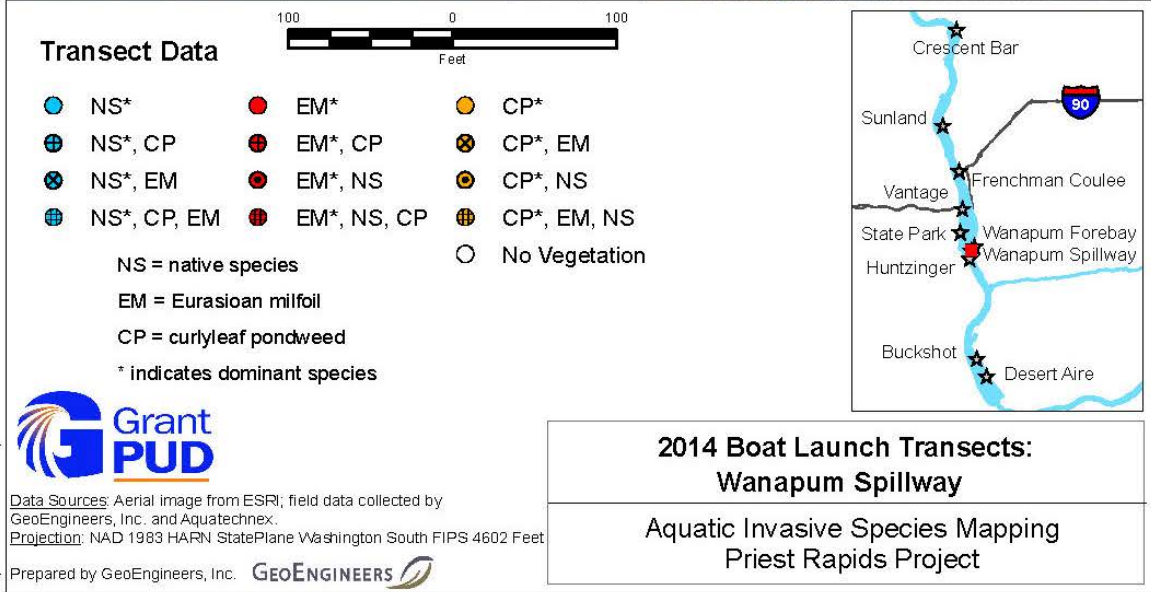 100 0 100
Feet
Transect Data
NS* EM* CP*
NS*, CP EM*, CP CP*, EM
NS*, EM EM*, NS CP*, NS
NS*, CP, EM EM*, NS, CP CP*, EM, NS
No Vegetation
NS = native species
EM = Eurasioan milfoil
CP = curlyleaf pondweed
* indicates dominant species
Crescent Bar
90
Sunland
Frenchman Coulee
Vantage
State Park
Wanapum Forebay
Wanapum Spillway
Huntzinger
Buckshot
Desert Aire
Grant
PUD
Data Sources: Aerial image from ESRI; field data collected by
GeoEngineers, Inc. and Aquatechnex.
Projection: NAD 1983 HARN StatePlane Washington South FIPS 4602 Feet
Prepared by GeoEngineers, Inc. GEOENGINEERS
2014 Boat Launch Transects:
Wanapum Spillway
Aquatic Invasive Species Mapping
Priest Rapids Project